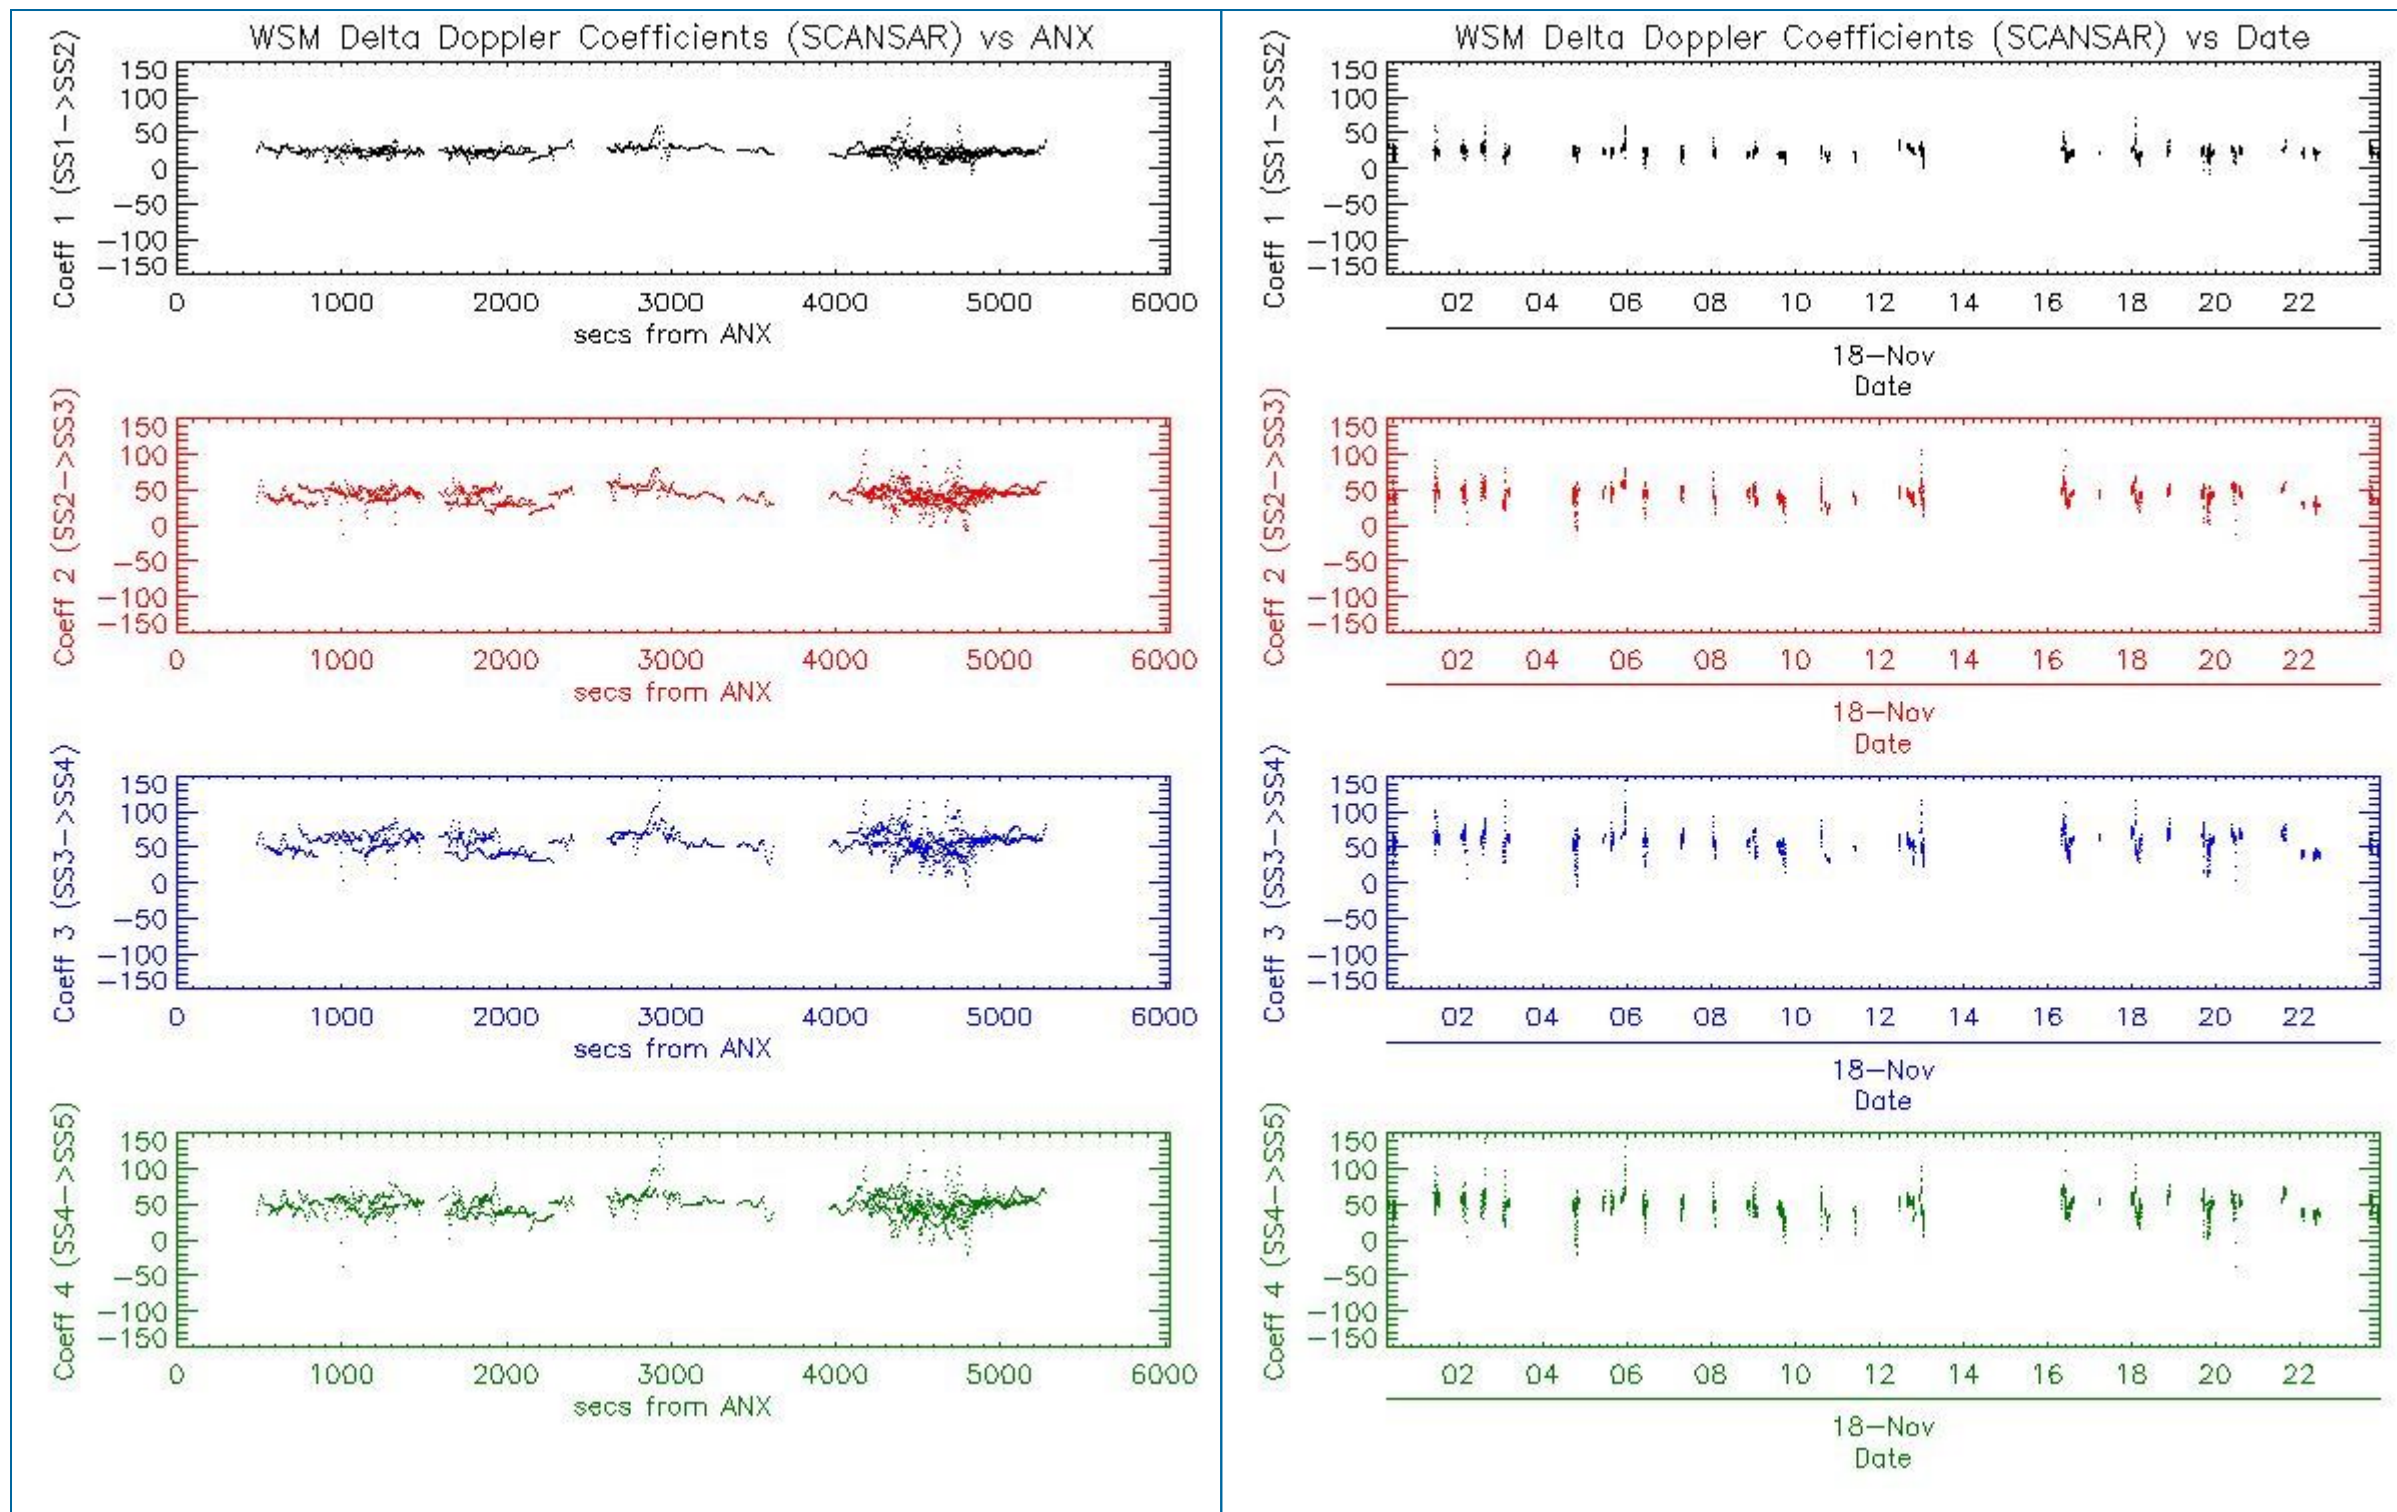 WSM Delta Doppler Coefficients (SCANSAR) vs ANX
Coeff 1 (SS1->SS2)
150
100
50
0
-50
-100
-150
0 1000 2000 3000 4000 5000 6000
secs from ANX
Coeff 2 (SS2->SS3)
150
100
50
0
-50
-100
-150
0 1000 2000 3000 4000 5000 6000
secs from ANX
Coeff 3 (SS3->SS4)
150
100
50
0
-50
-100
-150
0 1000 2000 3000 4000 5000 6000
secs from ANX
Coeff 4 (SS4->SS5)
150
100
50
0
-50
-100
-150
0 1000 2000 3000 4000 5000 6000
secs from ANX
WSM Delta Doppler Coefficients (SCANSAR) vs Date
Coeff 1 (SS1->SS2)
150
100
50
0
-50
-100
-150
02 04 06 08 10 12 14 16 18 20 22
18-Nov
Date
Coeff 2 (SS2->SS3)
150
100
50
0
-50
-100
-150
02 04 06 08 10 12 14 16 18 20 22
18-Nov
Date
Coeff 3 (SS3->SS4)
150
100
50
0
-50
-100
-150
02 04 06 08 10 12 14 16 18 20 22
18-Nov
Date
Coeff 4 (SS4->SS5)
150
100
50
0
-50
-100
-150
02 04 06 08 10 12 14 16 18 20 22
18-Nov
Date